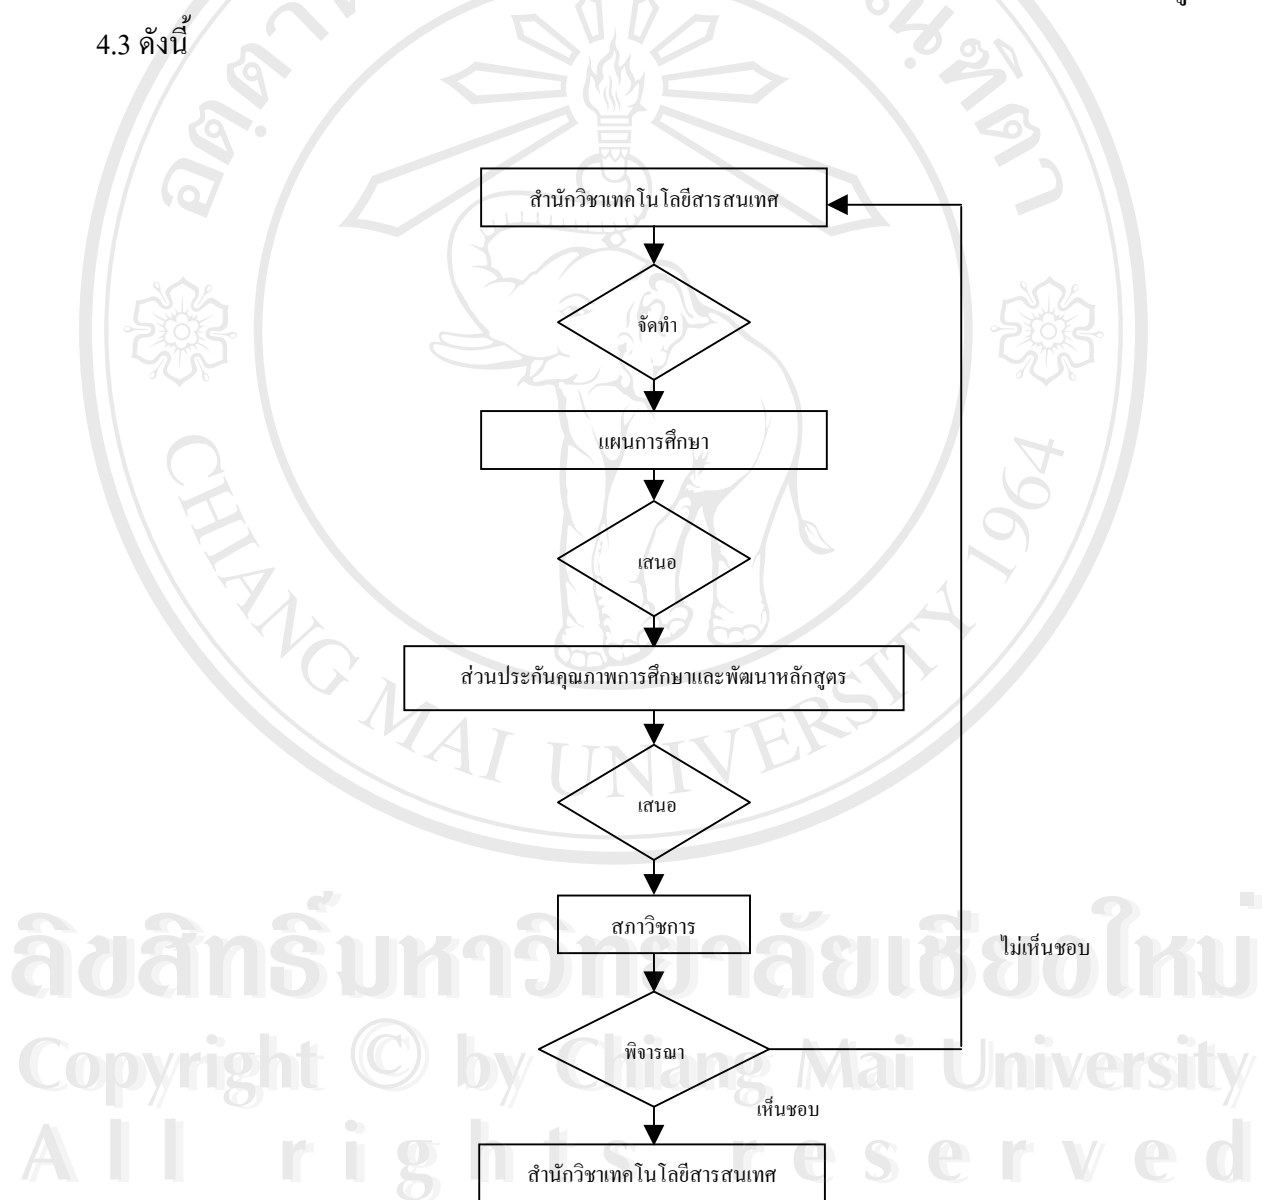 4.3 ดังนี้
สำนักวิชาเทคโนโลยีสารสนเทศ
จัดทำ
แผนการศึกษา
เสนอ
ส่วนประกันคุณภาพการศึกษาและพัฒนาหลักสูตร
เสนอ
สภาวิชาการ
ไม่เห็นชอบ
พิจารณา
เห็นชอบ
สำนักวิชาเทคโนโลยีสารสนเทศ
CHIANG MAI UNIVERSITY 1964
ลิขสิทธิ์มหาวิทยาลัยเชียงใหม่
Copyright © by Chiang Mai University
All rights reserved